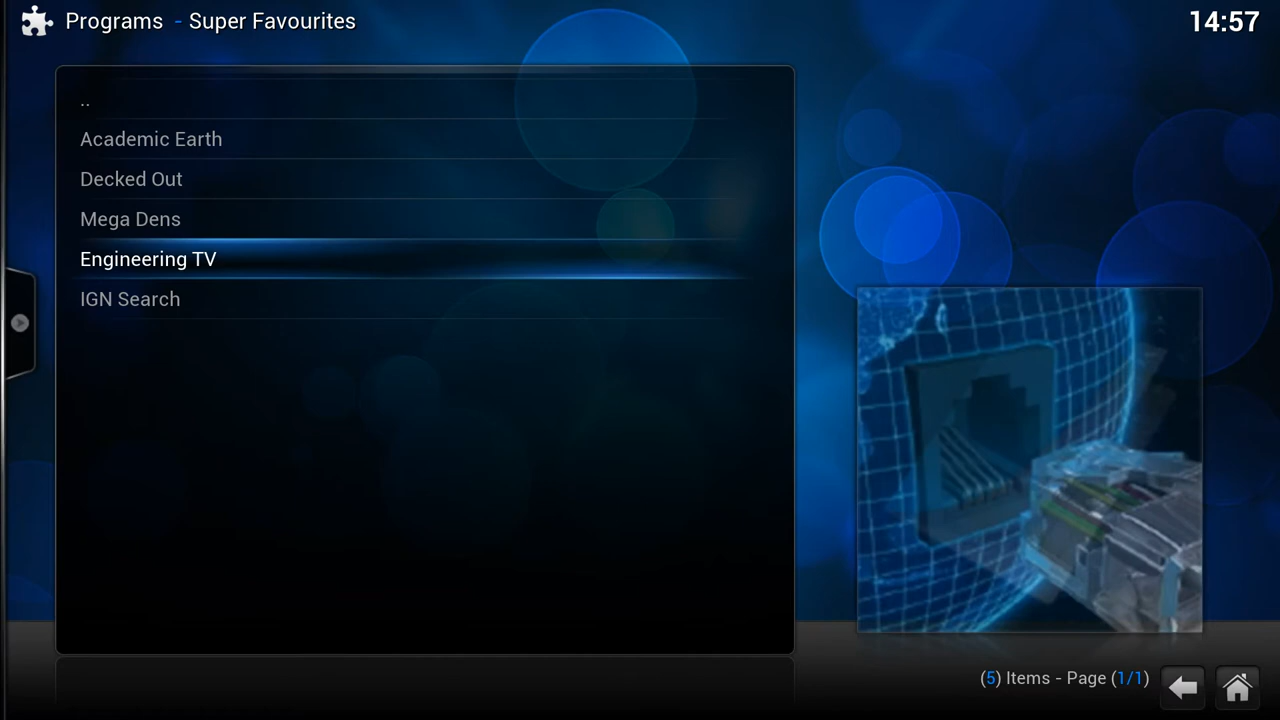 Programs - Super Favourites
14:57
..
Academic Earth
Decked Out
Mega Dens
Engineering TV
IGN Search
(5) Items - Page (1/1)